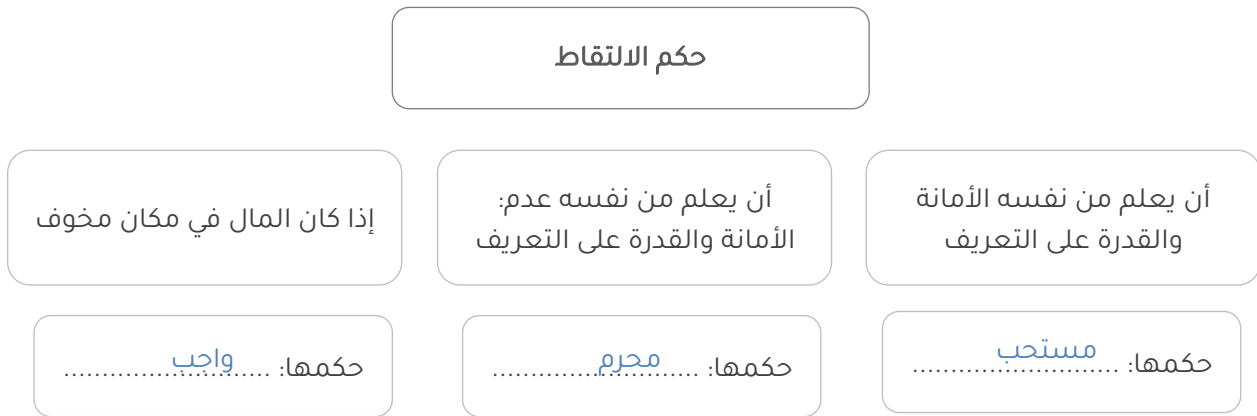 حكم الالتقاط
أن يعلم من نفسه الأمانة
والقدرة على التعريف
أن يعلم من نفسه عدم:
الأمانة والقدرة على التعريف
إذا كان المال في مكان مخوف
حكمها: ........مستحب........
حكمها: ........محرم........
حكمها: ........واجب........